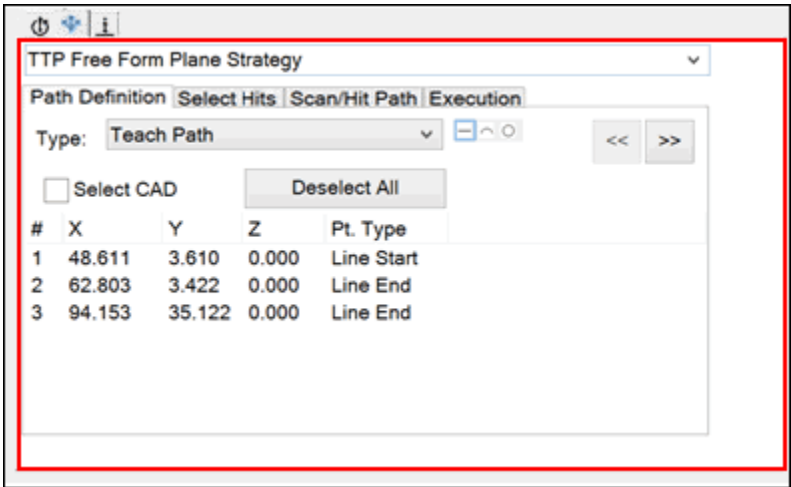 TTP Free Form Plane Strategy
Path Definition Select Hits Scan/Hit Path Execution
Type: Teach Path << >>
Select CAD Deselect All
# X Y Z Pt. Type
1 48.611 3.610 0.000 Line Start
2 62.803 3.422 0.000 Line End
3 94.153 35.122 0.000 Line End